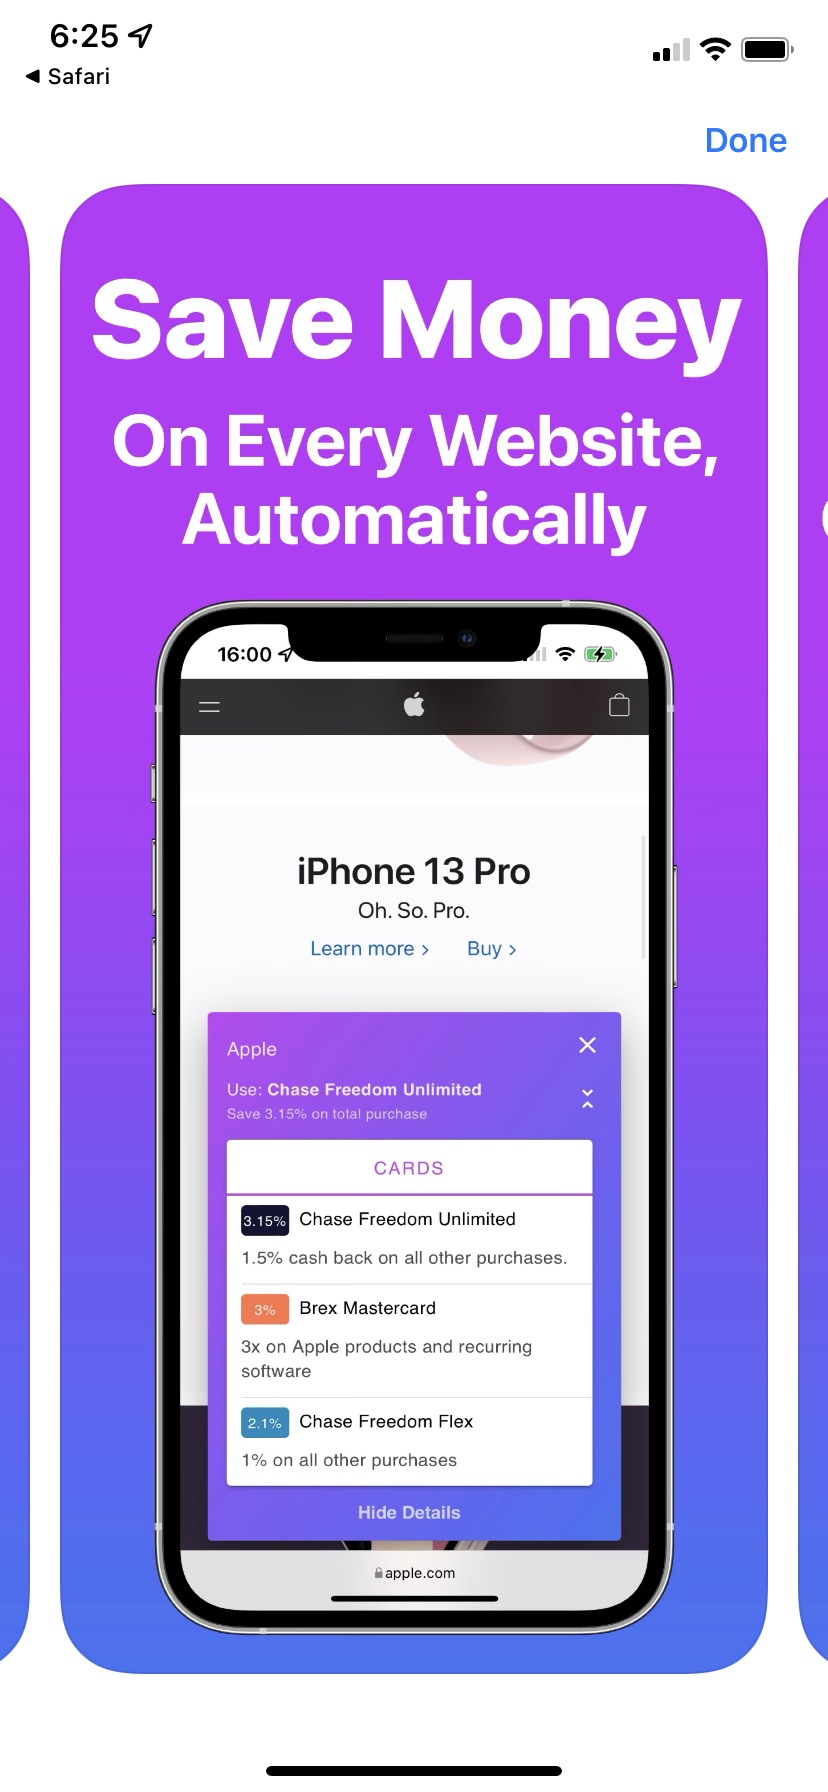 6:25
Safari
Done
Save Money
On Every Website,
Automatically
16:00
iPhone 13 Pro
Oh. So. Pro.
Learn more > Buy >
Apple
Use: Chase Freedom Unlimited
Save 3.15% on total purchase
CARDS
3.15% Chase Freedom Unlimited
1.5% cash back on all other purchases.
3% Brex Mastercard
3x on Apple products and recurring
software
2.1% Chase Freedom Flex
1% on all other purchases
Hide Details
apple.com